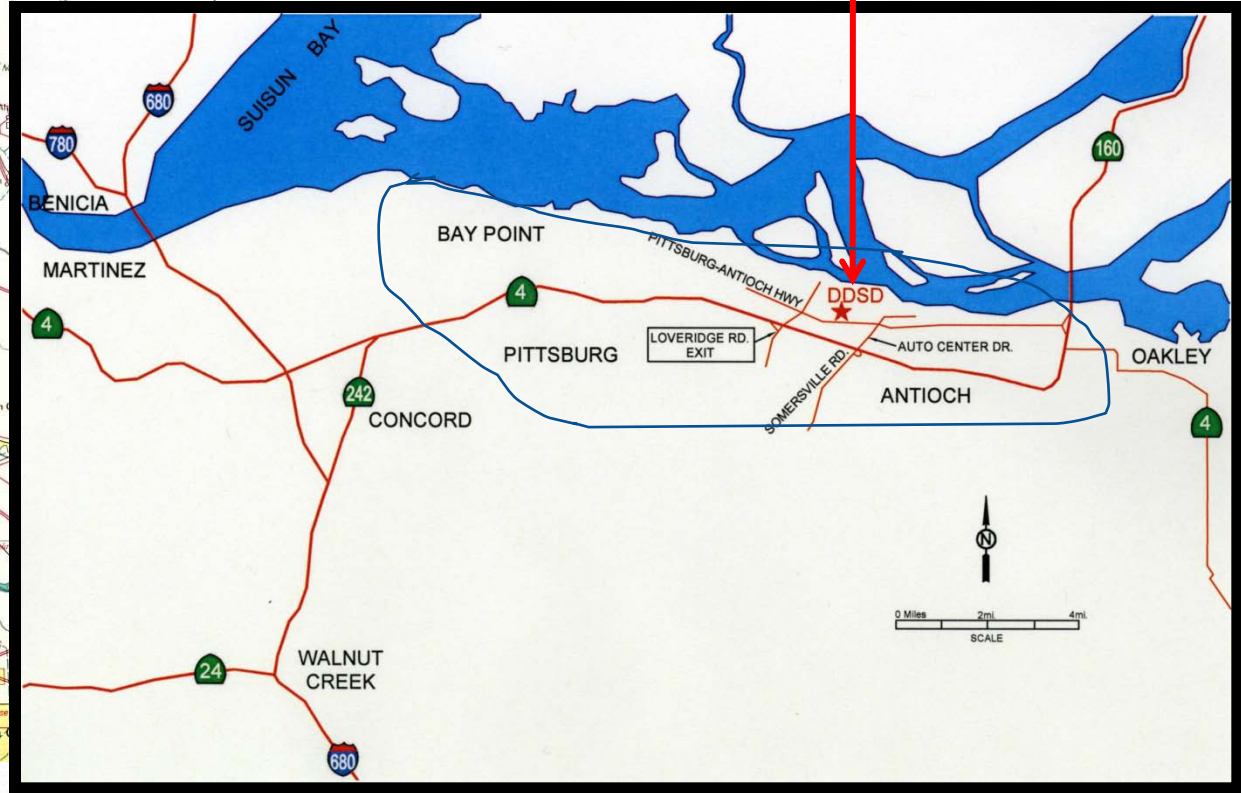 SUISUN BAY
680
780
160
BENICIA
BAY POINT
PITTSBURG-ANTIOCH HWY
MARTINEZ
4
DDSD
4
LOVERIDGE RD.
EXIT
AUTO CENTER DR.
PITTSBURG
OAKLEY
SOMERSVILLE RD.
242
ANTIOCH
CONCORD
4
N
0 Miles 2mi. 4mi.
SCALE
WALNUT
CREEK
24
680